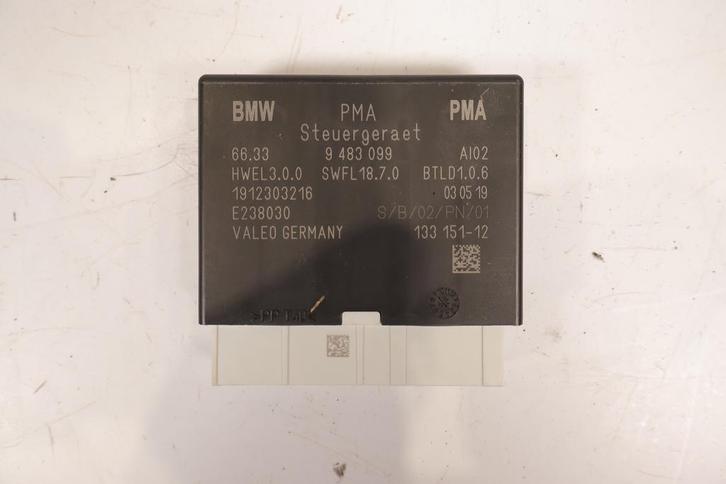 BMW PMA PMA
Steuergeraet
66.33 9 483 099 AI02
HWEL3.0.0 SWFL18.7.0 BTLD1.0.6
1912303216 03 05 19
E238030 S/B/02/PN/01
VALEO GERMANY 133 151-12